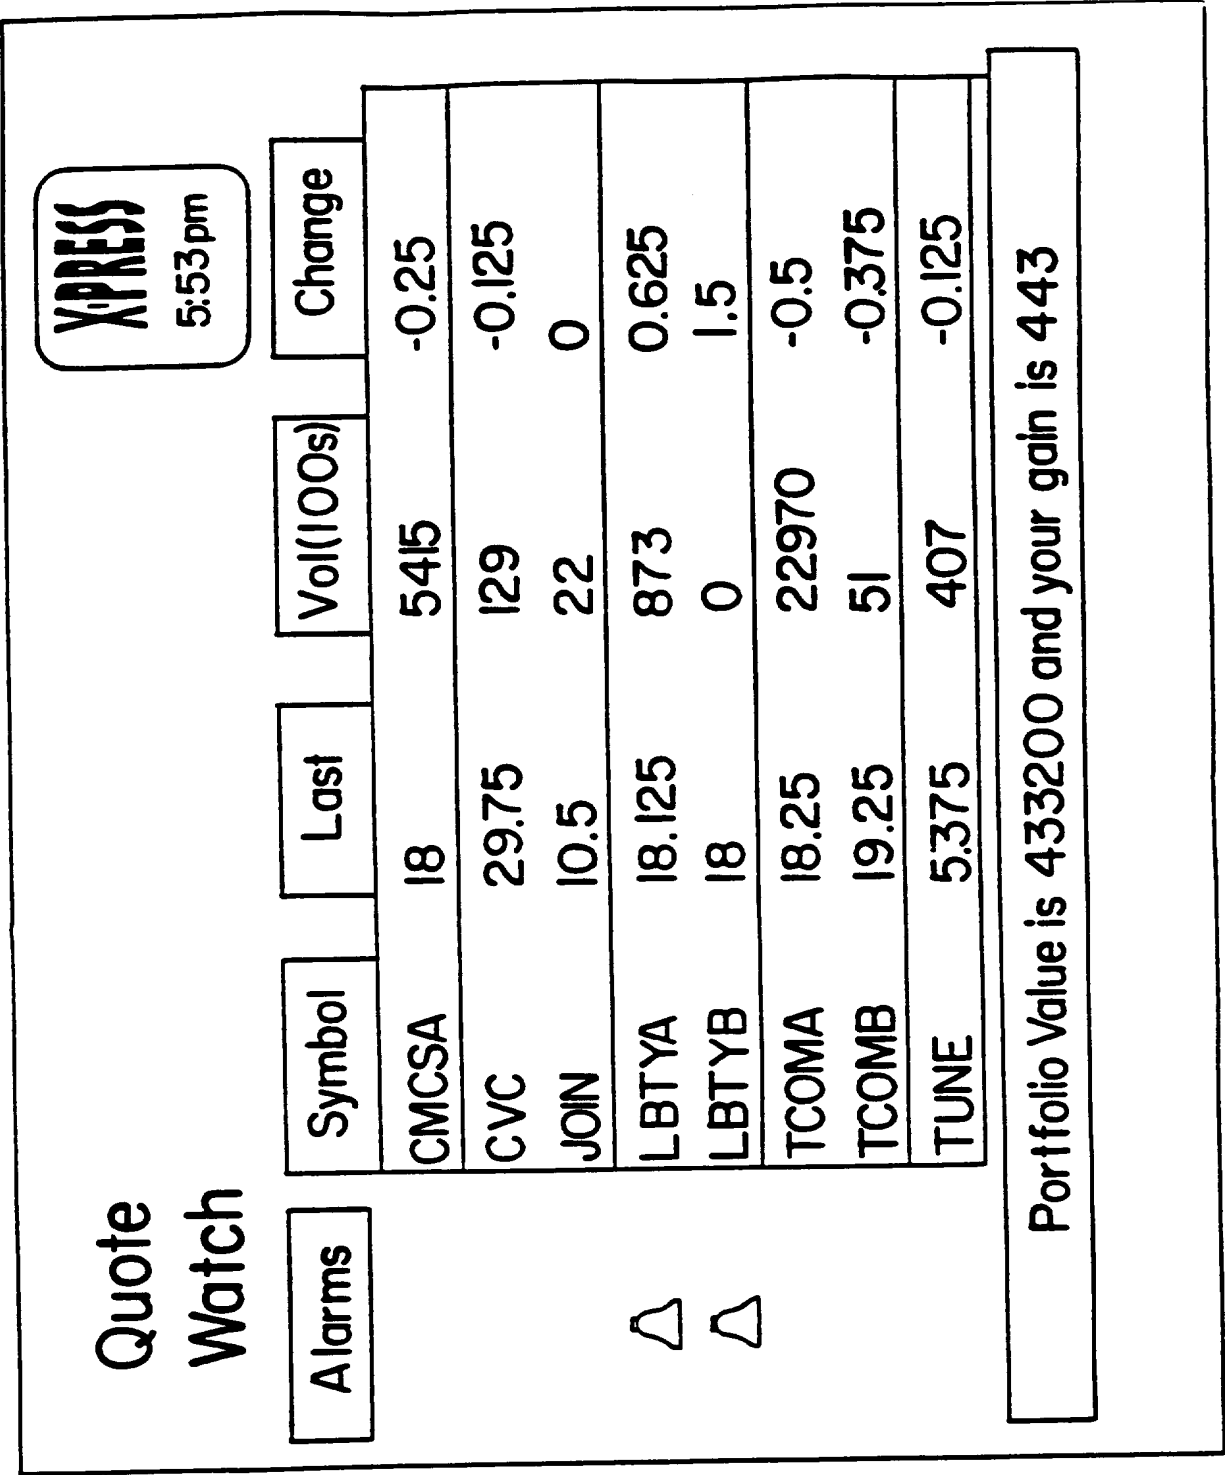 Quote
Watch
X·PRESS
5:53pm
Alarms Symbol Last Vol(100s) Change
CMCSA 18 5415 -0.25
CVC 29.75 129 -0.125
JOIN 10.5 22 0
LBTYA 18.125 873 0.625
LBTYB 18 0 1.5
TCOMA 18.25 22970 -0.5
TCOMB 19.25 51 -0.375
TUNE 5.375 407 -0.125
Portfolio Value is 433200 and your gain is 443